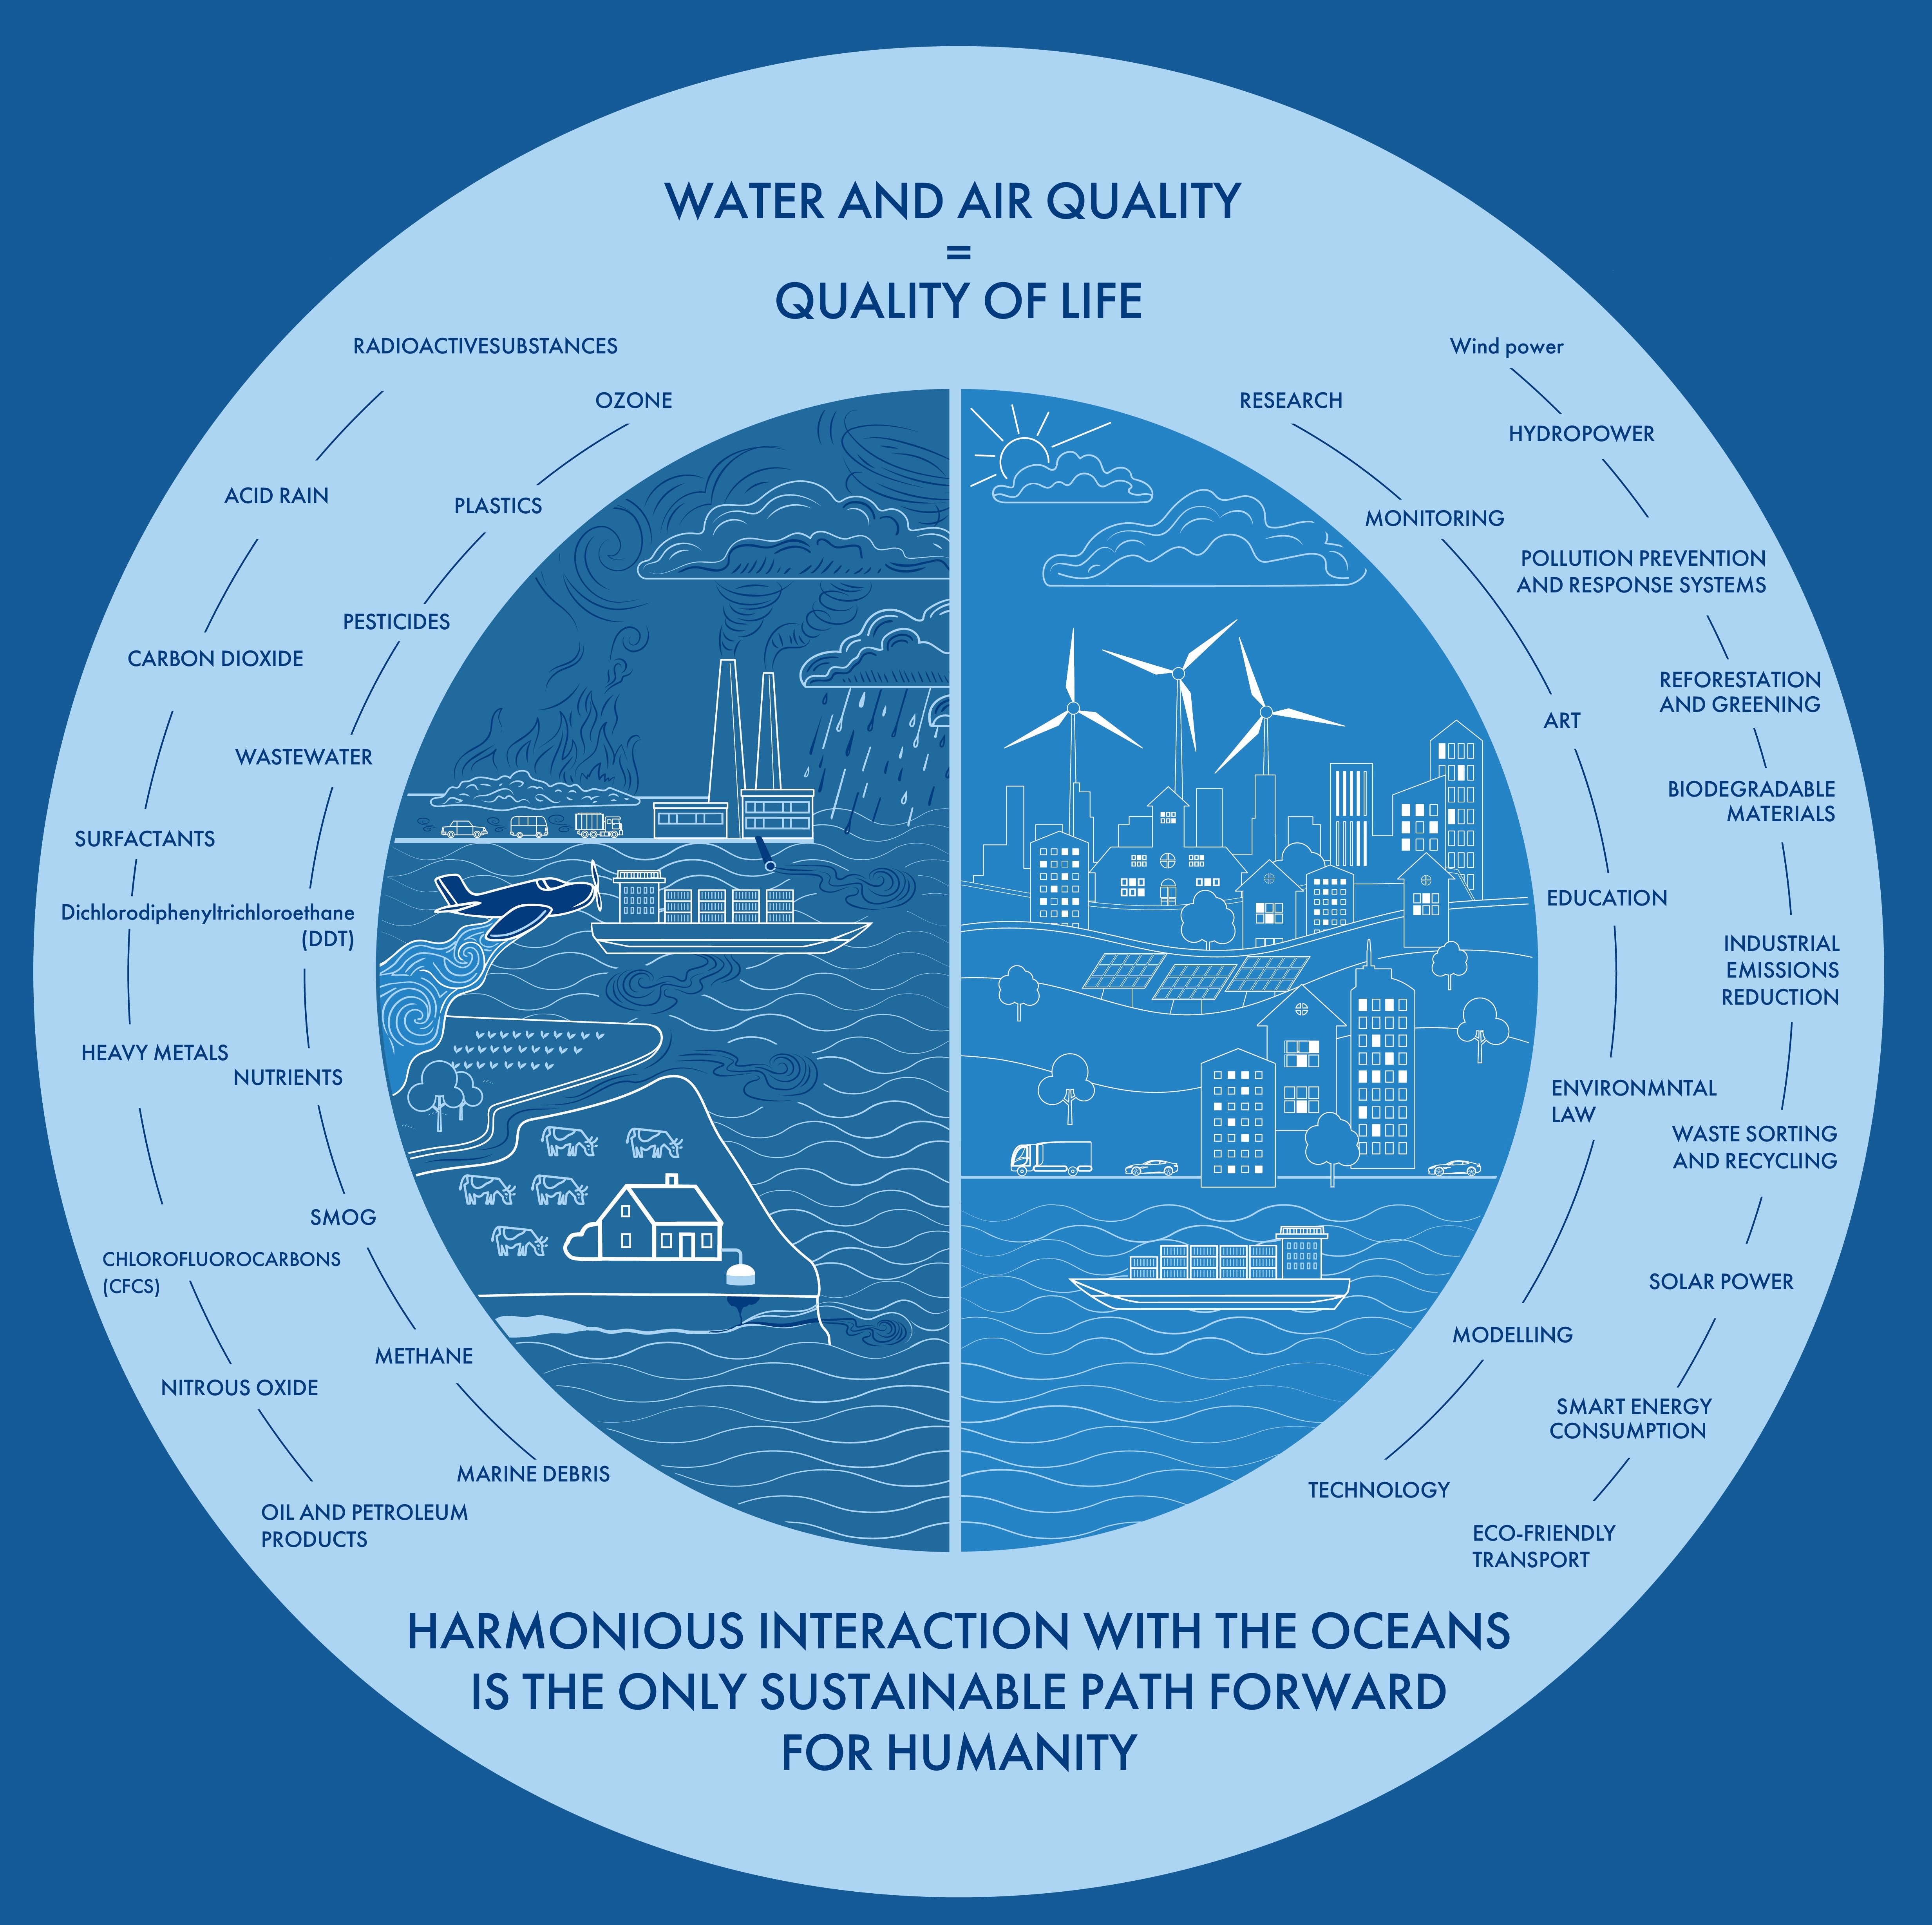 WATER AND AIR QUALITY
=
QUALITY OF LIFE
RADIOACTIVESUBSTANCES
ACID RAIN
CARBON DIOXIDE
SURFACTANTS
Dichlorodiphenyltrichloroethane
(DDT)
HEAVY METALS
CHLOROFLUOROCARBONS
(CFCS)
NITROUS OXIDE
OIL AND PETROLEUM
PRODUCTS
OZONE
PLASTICS
PESTICIDES
WASTEWATER
NUTRIENTS
SMOG
METHANE
MARINE DEBRIS
RESEARCH
MONITORING
ART
EDUCATION
ENVIRONMNTAL
LAW
MODELLING
TECHNOLOGY
Wind power
HYDROPOWER
POLLUTION PREVENTION
AND RESPONSE SYSTEMS
REFORESTATION
AND GREENING
BIODEGRADABLE
MATERIALS
INDUSTRIAL
EMISSIONS
REDUCTION
WASTE SORTING
AND RECYCLING
SOLAR POWER
SMART ENERGY
CONSUMPTION
ECO-FRIENDLY
TRANSPORT
HARMONIOUS INTERACTION WITH THE OCEANS
IS THE ONLY SUSTAINABLE PATH FORWARD
FOR HUMANITY